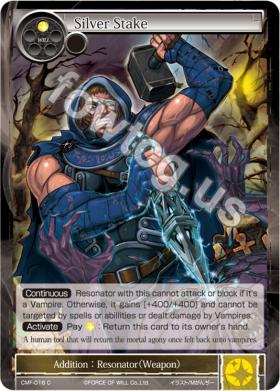 Silver Stake
WILL
fowtcg.us
Continuous Resonator with this cannot attack or block if it's
a Vampire. Otherwise, it gains [+400/+400] and cannot
be targeted by spells or abilities or dealt damage by Vampires.
Activate Pay : Return this card to its owner's hand.
A human tool that will return the mortal agony once felt back unto vampires.
Addition : Resonator(Weapon)
CMF-016 C
©FORCE OF WILL Co.,Ltd.